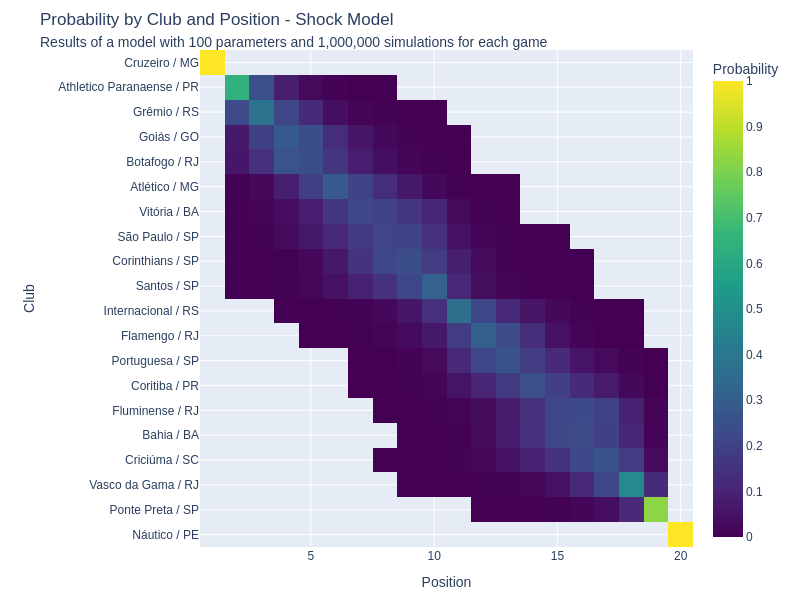 Probability by Club and Position - Shock Model
Results of a model with 100 parameters and 1,000,000 simulations for each game
Probability
Club
Cruzeiro / MG
Athletico Paranaense / PR
Grêmio / RS
Goiás / GO
Botafogo / RJ
Atlético / MG
Vitória / BA
São Paulo / SP
Corinthians / SP
Santos / SP
Internacional / RS
Flamengo / RJ
Portuguesa / SP
Coritiba / PR
Fluminense / RJ
Bahia / BA
Criciúma / SC
Vasco da Gama / RJ
Ponte Preta / SP
Náutico / PE
5
10
15
20
Position
1
0.9
0.8
0.7
0.6
0.5
0.4
0.3
0.2
0.1
0